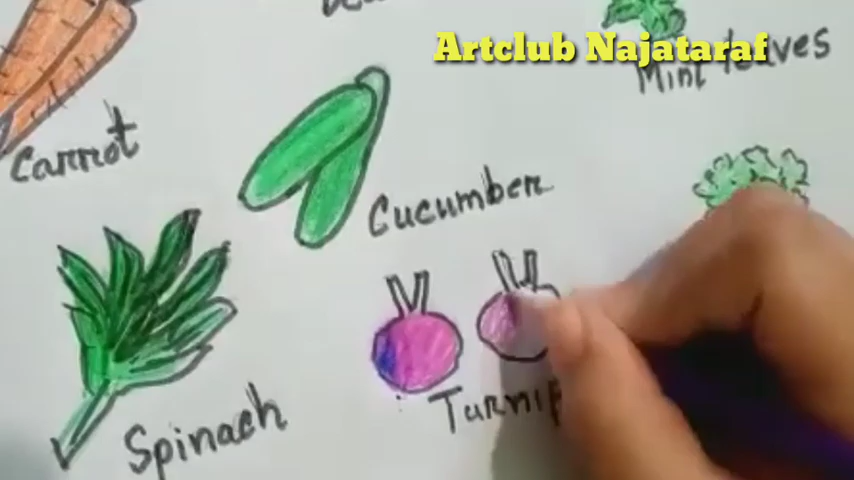 Artclub Najataraf
Mint leaves
Carrot
Cucumber
Spinach
Turnip